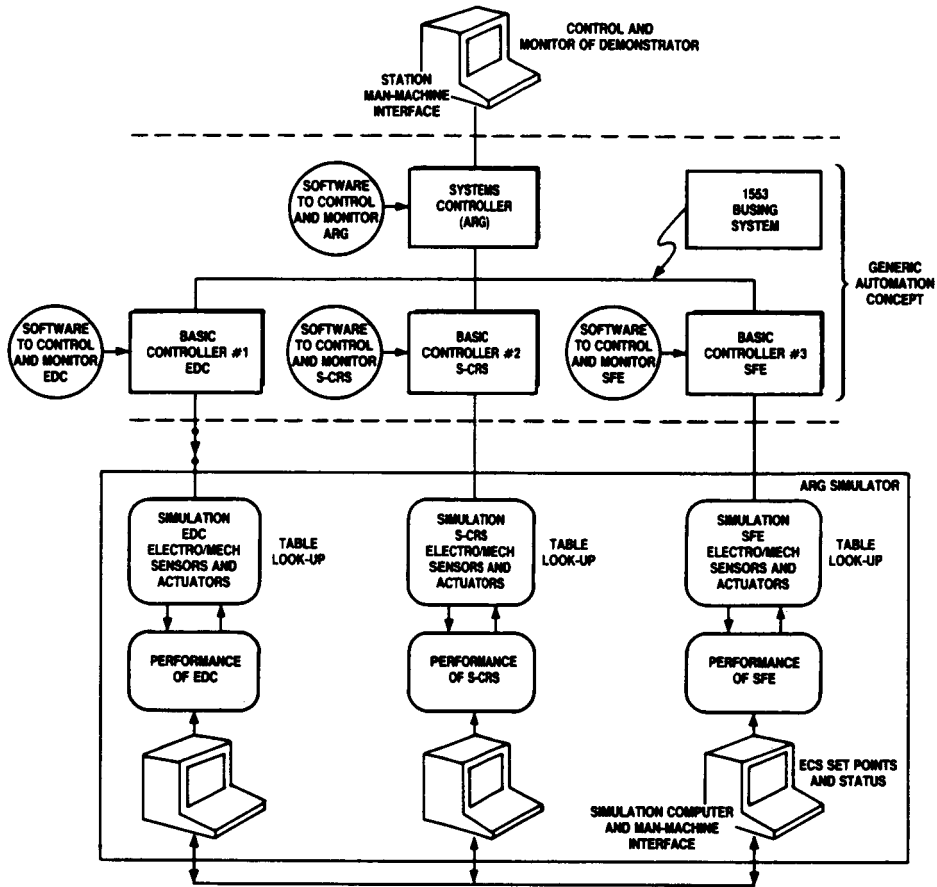 CONTROL AND
MONITOR OF DEMONSTRATOR
STATION
MAN-MACHINE
INTERFACE
SOFTWARE
TO CONTROL
AND MONITOR
ARG
SYSTEMS
CONTROLLER
(ARG)
1553
BUSING
SYSTEM
GENERIC
AUTOMATION
CONCEPT
SOFTWARE
TO CONTROL
AND MONITOR
EDC
BASIC
CONTROLLER #1
EDC
SOFTWARE
TO CONTROL
AND MONITOR
S-CRS
BASIC
CONTROLLER #2
S-CRS
SOFTWARE
TO CONTROL
AND MONITOR
SFE
BASIC
CONTROLLER #3
SFE
ARG SIMULATOR
SIMULATION
EDC
ELECTRO/MECH
SENSORS AND
ACTUATORS
TABLE
LOOK-UP
SIMULATION
S-CRS
ELECTRO/MECH
SENSORS AND
ACTUATORS
TABLE
LOOK-UP
SIMULATION
SFE
ELECTRO/MECH
SENSORS AND
ACTUATORS
TABLE
LOOK-UP
PERFORMANCE
OF EDC
PERFORMANCE
OF S-CRS
PERFORMANCE
OF SFE
ECS SET POINTS
AND STATUS
SIMULATION COMPUTER
AND MAN-MACHINE
INTERFACE